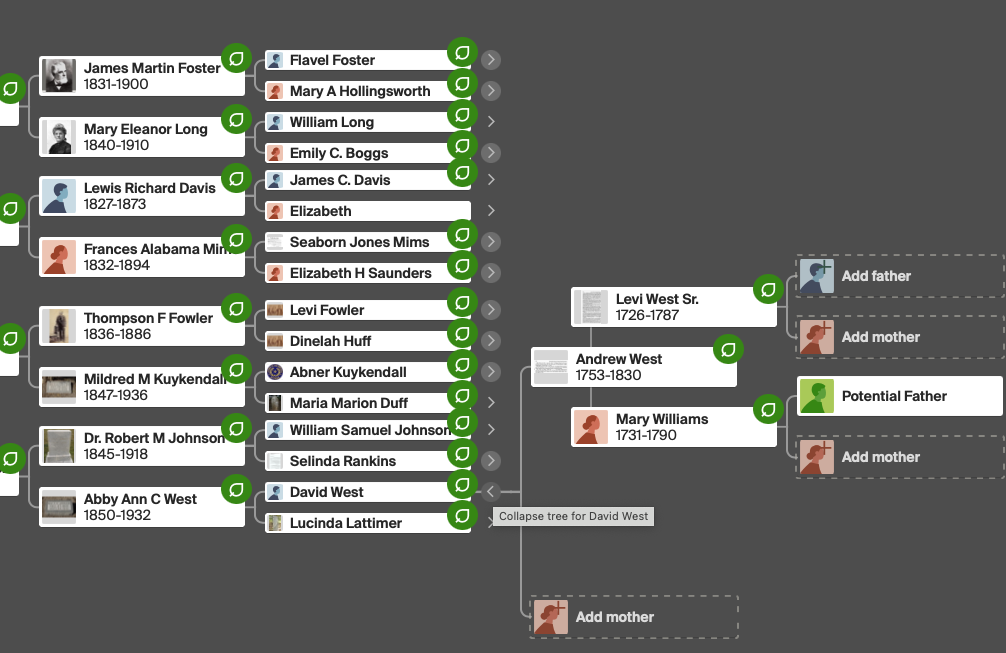 James Martin Foster
1831-1900
Mary Eleanor Long
1840-1910
Lewis Richard Davis
1827-1873
Frances Alabama Mim
1832-1894
Thompson F Fowler
1836-1886
Mildred M Kuykendall
1847-1936
Dr. Robert M Johnson
1845-1918
Abby Ann C West
1850-1932
Flavel Foster
Mary A Hollingsworth
William Long
Emily C. Boggs
James C. Davis
Elizabeth
Seaborn Jones Mims
Elizabeth H Saunders
Levi Fowler
Dinelah Huff
Abner Kuykendall
Maria Marion Duff
William Samuel Johnson
Selinda Rankins
David West
Lucinda Lattimer
Collapse tree for David West
Levi West Sr.
1726-1787
Andrew West
1753-1830
Mary Williams
1731-1790
Add mother
Add father
Add mother
Potential Father
Add mother